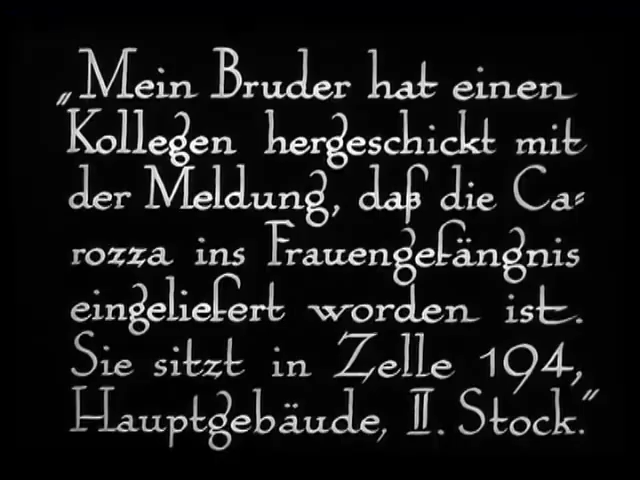 „Mein Bruder hat einen
Kollegen hergeschickt mit
der Meldung, daß die Ca⸗
rozza ins Frauengefängnis
eingeliefert worden ist.
Sie sitzt in Zelle 194,
Hauptgebäude, II. Stock.”